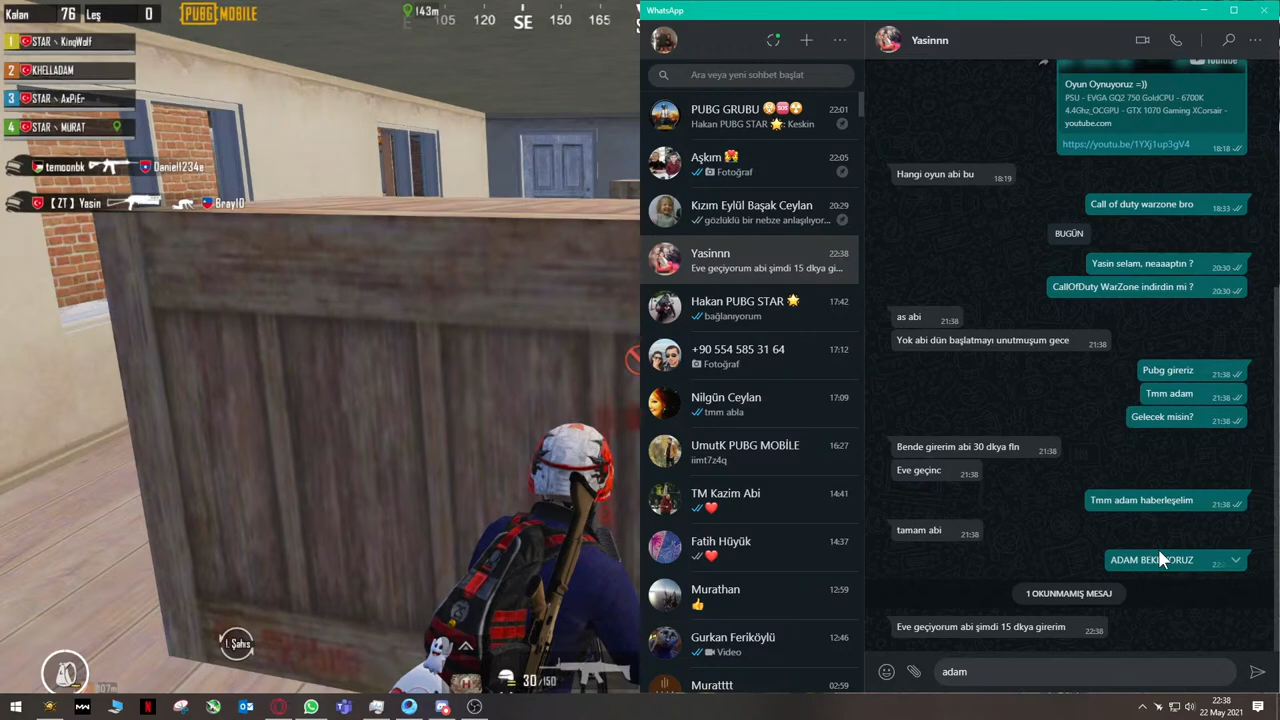 Kalan 76 Leş 0
PUBG MOBILE
143m
E 105 120 SE 150 165
1 STAR \ KingWolf
2 KHELLADAM
3 STAR \ AxPiEr
4 STAR \ MURAT
temoonbk Daniel1234e
【ZT】Yasin Bray10
1. Şahıs
30/150
WhatsApp
Ara veya yeni sohbet başlat
PUBG GRUBU 22:01
Hakan PUBG STAR 🌟: Keskin
Aşkım 22:05
Fotoğraf
Kızım Eylül Başak Ceylan 20:29
gözlüklü bir nebze anlaşılıyor...
Yasinnn 22:38
Eve geçiyorum abi şimdi 15 dkya gi...
Hakan PUBG STAR 🌟 17:42
bağlanıyorum
+90 554 585 31 64 17:12
Fotoğraf
Nilgün Ceylan 17:09
tmm abla
UmutK PUBG MOBİLE 16:27
iimt7z4q
TM Kazim Abi 14:41
❤️
Fatih Hüyük 14:37
❤️
Murathan 12:59
👍
Gurkan Feriköylü 12:46
Video
Muratttt 02:59
Yasinnn
YouTube
Oyun Oynuyoruz =))
PSU - EVGA GQ2 750 GoldCPU - 6700K
4.4Ghz_OCGPU - GTX 1070 Gaming XCorsair -
youtube.com
https://youtu.be/1YXj1up3gV4
18:18
Hangi oyun abi bu 18:19
Call of duty warzone bro 18:33
BUGÜN
Yasin selam, neaaaptın ? 20:30
CallOfDuty WarZone indirdin mi ? 20:30
as abi 21:38
Yok abi dün başlatmayı unutmuşum gece 21:38
Pubg gireriz 21:38
Tmm adam 21:38
Gelecek misin? 21:38
Bende girerim abi 30 dkya fln 21:38
Eve geçinc 21:38
Tmm adam haberleşelim 21:38
tamam abi 21:38
ADAM
1 OKUNMAMIŞ MESAJ
Eve geçiyorum abi şimdi 15 dkya girerim 22:38
adam
22:38
22 May 2021